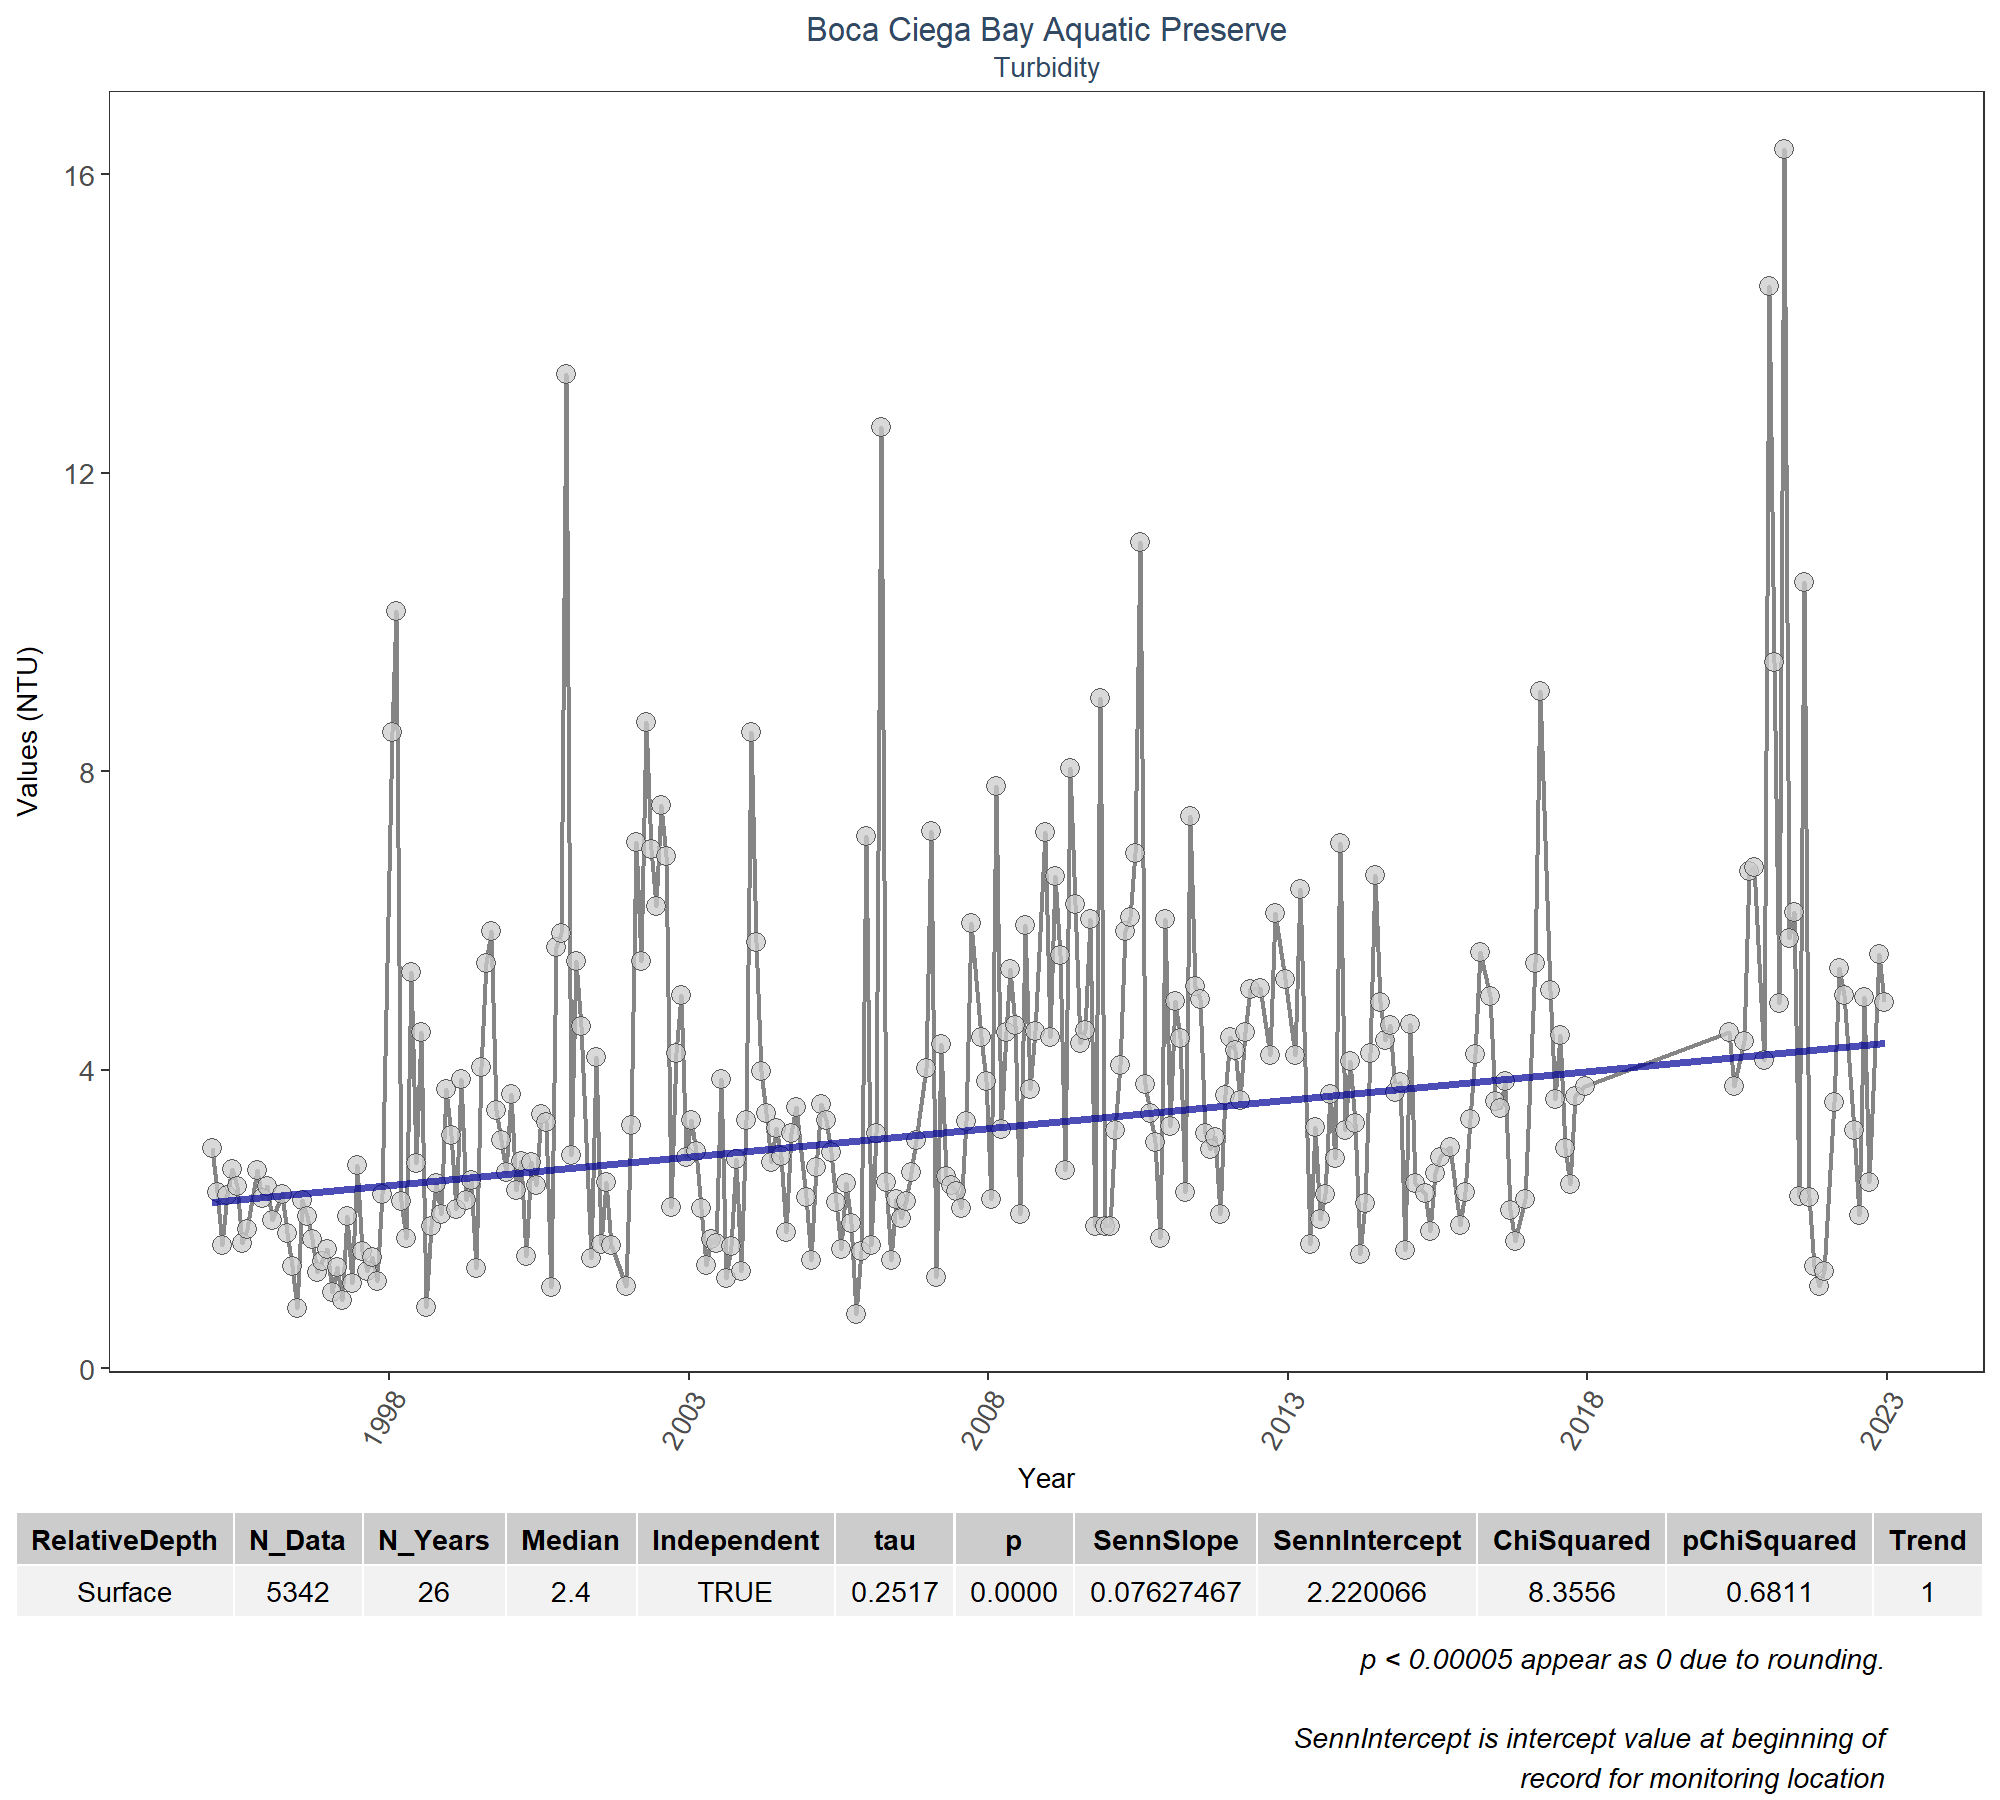 Boca Ciega Bay Aquatic Preserve
Turbidity
16
12
8
4
0
Values (NTU)
1998 2003 2008 2013 2018 2023
Year
RelativeDepth N_Data N_Years Median Independent tau p SennSlope SennIntercept ChiSquared pChiSquared Trend
Surface 5342 26 2.4 TRUE 0.2517 0.0000 0.07627467 2.220066 8.3556 0.6811 1
p < 0.00005 appear as 0 due to rounding.
SennIntercept is intercept value at beginning of
record for monitoring location